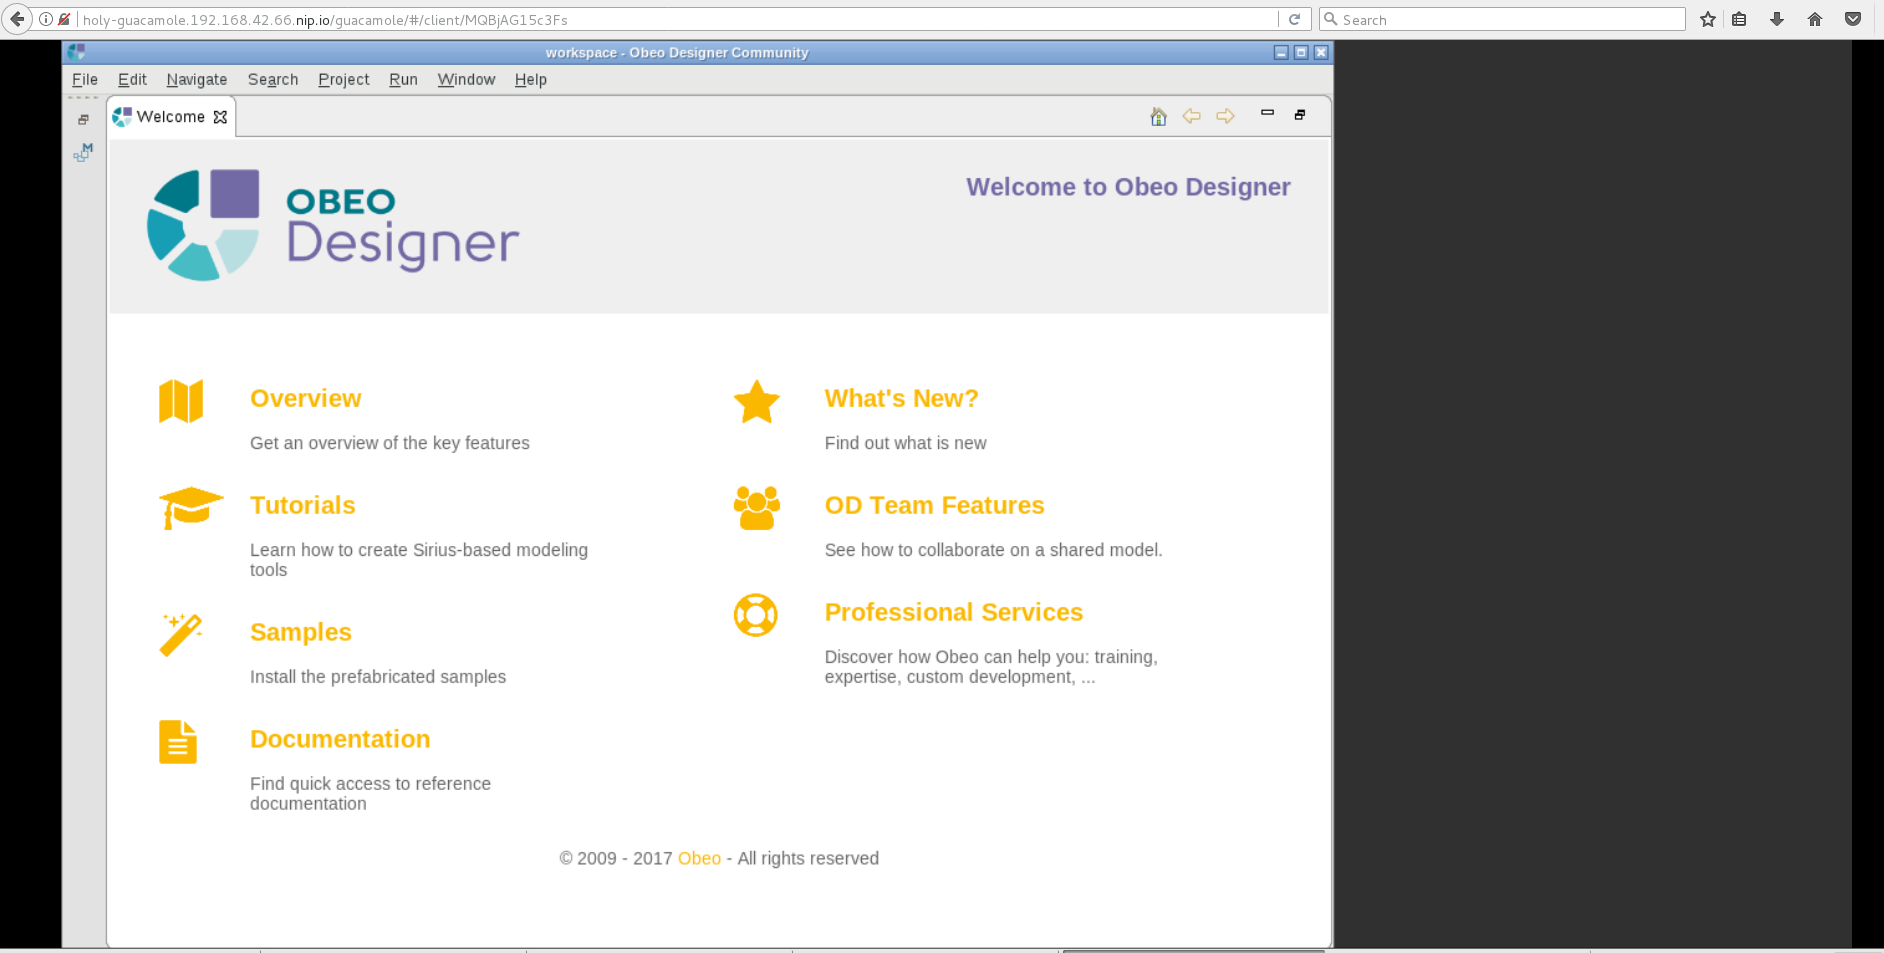 holy-guacamole.192.168.42.66.nip.io/guacamole/#/client/MQBjAG15c3Fs
Search
workspace - Obeo Designer Community
File Edit Navigate Search Project Run Window Help
Welcome
M
OBEO
Designer
Welcome to Obeo Designer
Overview
Get an overview of the key features
Tutorials
Learn how to create Sirius-based modeling
tools
Samples
Install the prefabricated samples
Documentation
Find quick access to reference
documentation
What's New?
Find out what is new
OD Team Features
See how to collaborate on a shared model.
Professional Services
Discover how Obeo can help you: training,
expertise, custom development, ...
© 2009 - 2017 Obeo - All rights reserved